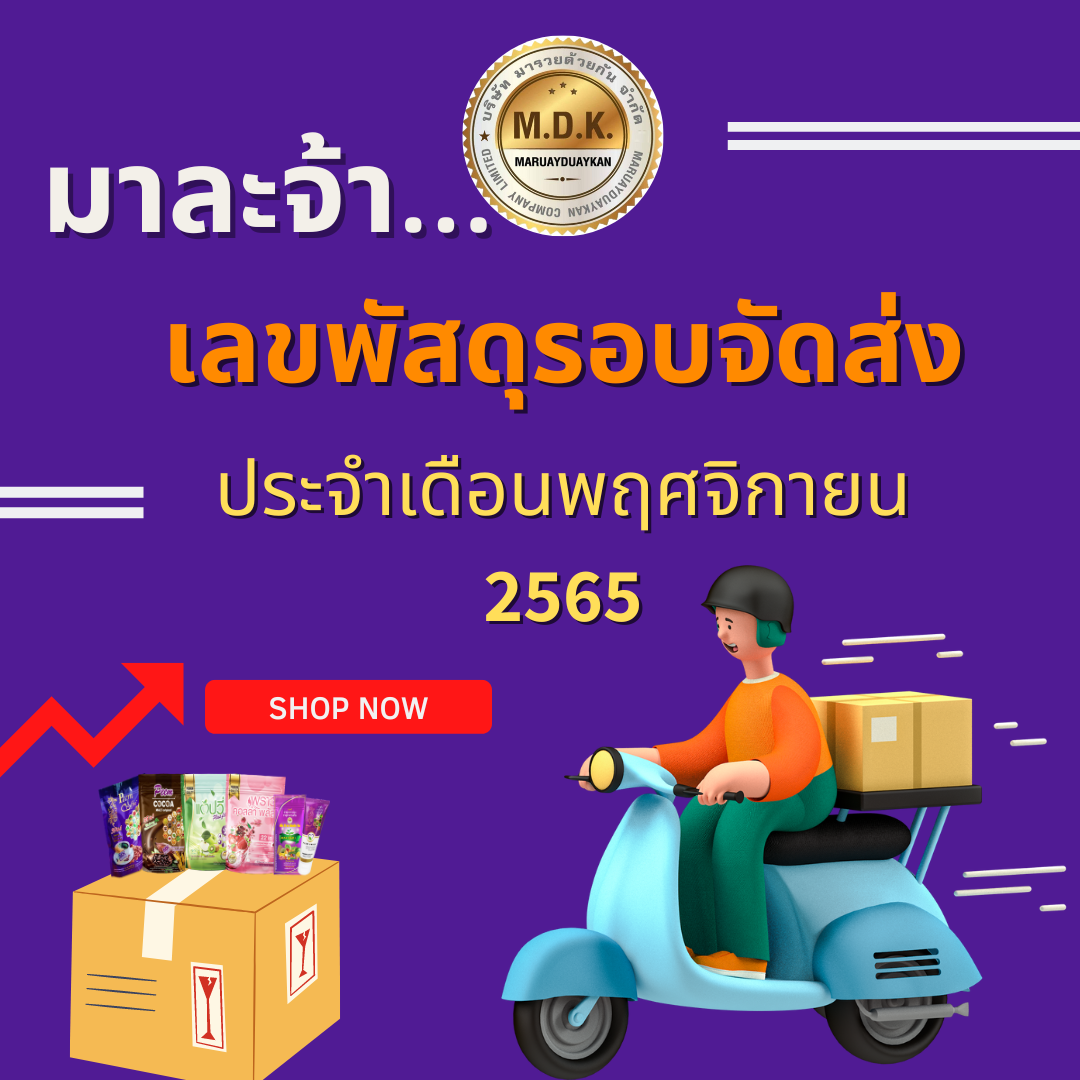 บริษัท มารวยด้วยกัน จำกัด
M.D.K.
MARUAYDUAYKAN
MARUAYDUAYKAN COMPANY LIMITED
มาละจ้า...
เลขพัสดุรอบจัดส่ง
ประจำเดือนพฤศจิกายน
2565
SHOP NOW
Peem
COCOA